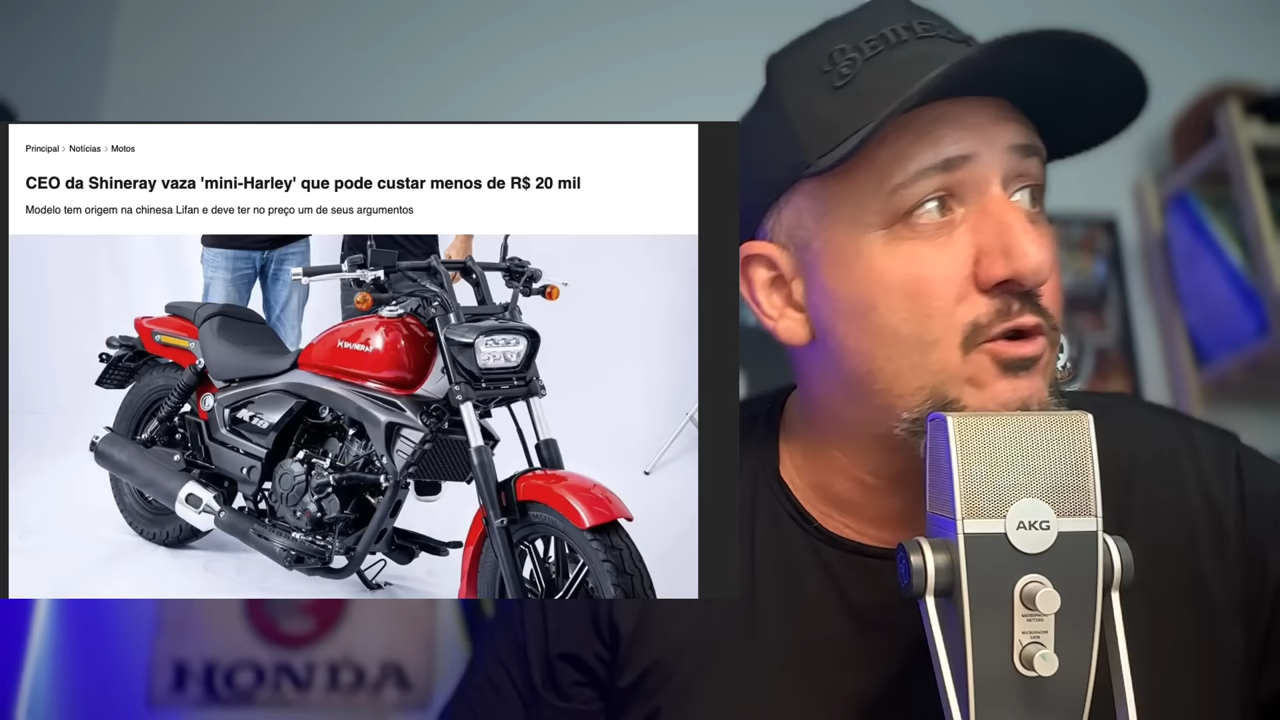 Principal > Notícias > Motos
CEO da Shineray vaza 'mini-Harley' que pode custar menos de R$ 20 mil
Modelo tem origem na chinesa Lifan e deve ter no preço um de seus argumentos
SHINERAY
K19
AKG
HONDA